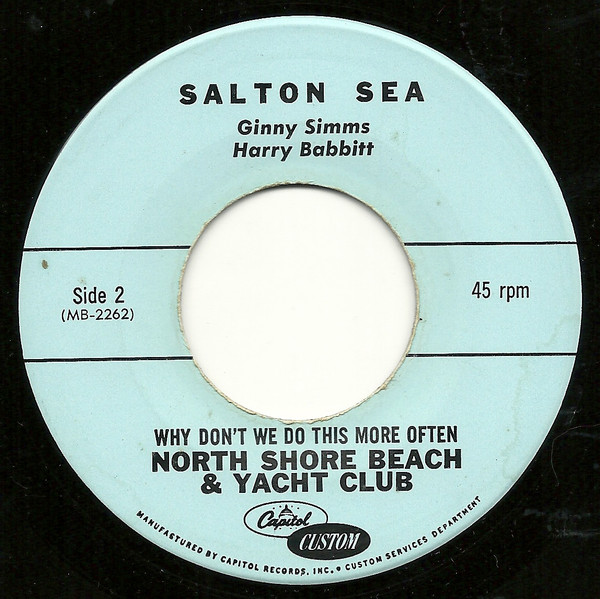 SALTON SEA
Ginny Simms
Harry Babbitt
Side 2
(MB-2262)
45 rpm
WHY DON'T WE DO THIS MORE OFTEN
NORTH SHORE BEACH
& YACHT CLUB
Capitol
CUSTOM
MANUFACTURED BY CAPITOL RECORDS, INC. • CUSTOM SERVICES DEPARTMENT